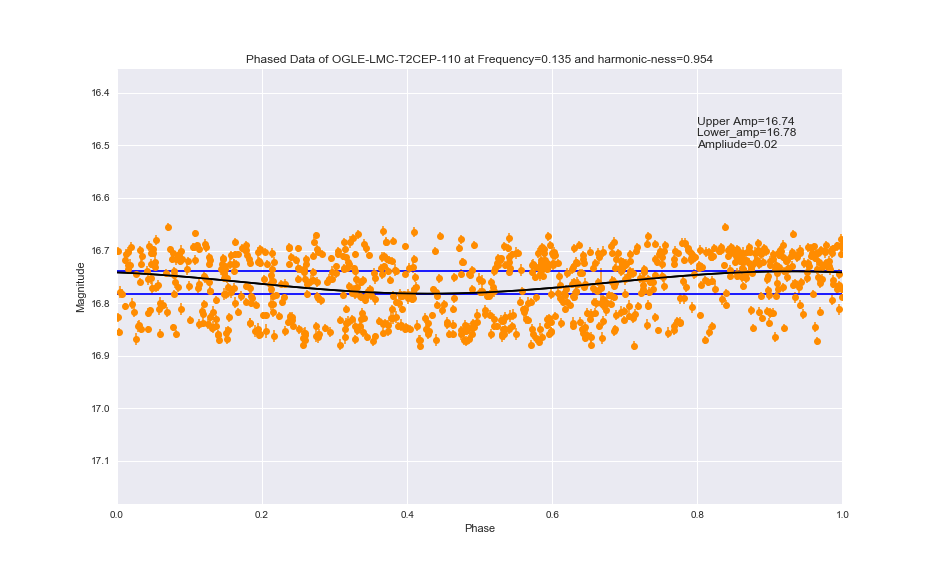 Phased Data of OGLE-LMC-T2CEP-110 at Frequency=0.135 and harmonic-ness=0.954
16.4
Upper Amp=16.74
Lower_amp=16.78
Ampliude=0.02
16.5
16.6
16.7
16.8
16.9
17.0
17.1
Magnitude
0.0 0.2 0.4 0.6 0.8 1.0
Phase